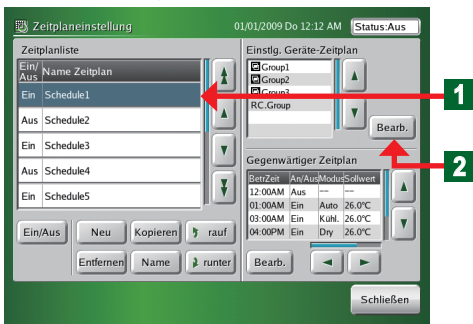 Zeitplaneinstellung
01/01/2009 Do 12:12 AM
Status:Aus
Zeitplanliste
Ein/Aus Name Zeitplan
Ein Schedule1
Aus Schedule2
Ein Schedule3
Aus Schedule4
Ein Schedule5
Ein/Aus Neu Kopieren rauf
Entfernen Name runter
Einstlg. Geräte-Zeitplan
Group1
Group2
Group3
RC.Group
Bearb.
Gegenwärtiger Zeitplan
BetrZeit An/Aus Modus Sollwert
12:00AM Aus -- --
01:00AM Ein Auto 26.0°C
03:00AM Ein Kühl. 26.0°C
04:00PM Ein Dry 26.0°C
Bearb.
Schließen
1
2